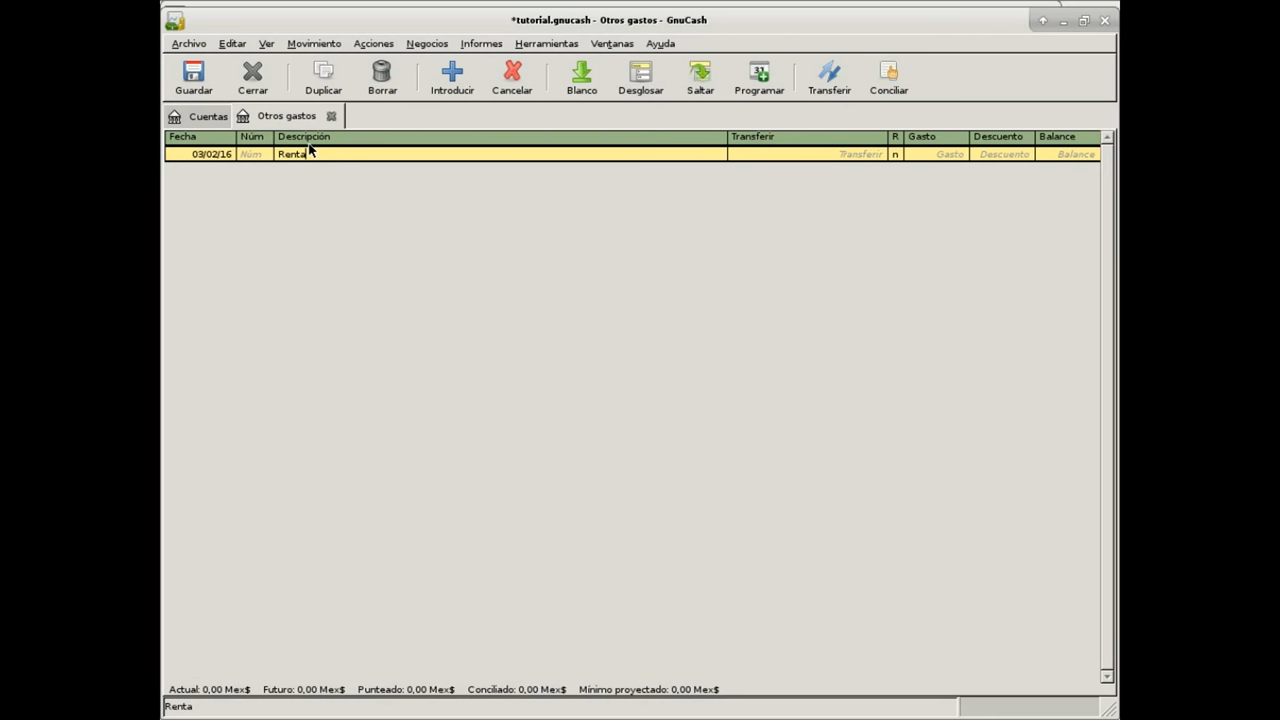 *tutorial.gnucash - Otros gastos - GnuCash
Archivo Editar Ver Movimiento Acciones Negocios Informes Herramientas Ventanas Ayuda
Guardar Cerrar Duplicar Borrar Introducir Cancelar Blanco Desglosar Saltar Programar Transferir Conciliar
Cuentas Otros gastos
Fecha Núm Descripción Transferir R Gasto Descuento Balance
03/02/16 Núm Renta Transferir n Gasto Descuento Balance
Actual: 0,00 Mex$ Futuro: 0,00 Mex$ Punteado: 0,00 Mex$ Conciliado: 0,00 Mex$ Mínimo proyectado: 0,00 Mex$
Renta